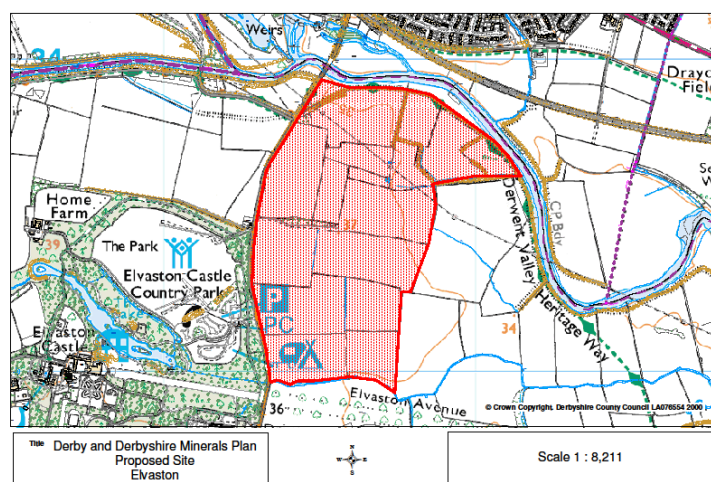 34
Weirs
Drayc
Field
Home
Farm
39
The Park
Elvaston Castle
Country Park
37
P
PC
Elvaston
Castle
Derwent Valley
Heritage Way
CP Bdy
34
36
Elvaston Avenue
© Crown Copyright, Derbyshire County Council LA076554 2000
Title Derby and Derbyshire Minerals Plan
Proposed Site
Elvaston
N
W E
S
Scale 1 : 8,211